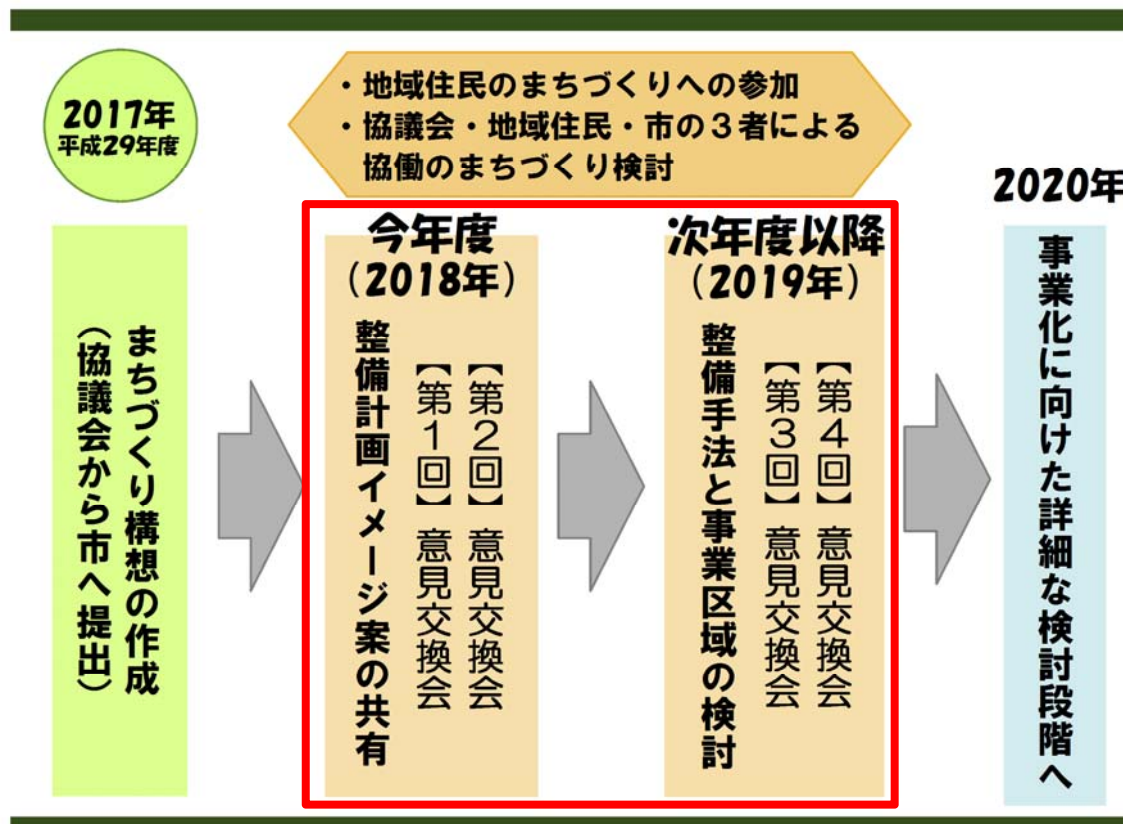 2017年
平成29年度
まちづくり構想の作成
（協議会から市へ提出）
・地域住民のまちづくりへの参加
・協議会・地域住民・市の３者による
協働のまちづくり検討
今年度
（2018年）
整備計画イメージ案の共有
【第１回】意見交換会
【第２回】意見交換会
次年度以降
（2019年）
整備手法と事業区域の検討
【第３回】意見交換会
【第４回】意見交換会
2020年
事業化に向けた詳細な検討段階へ